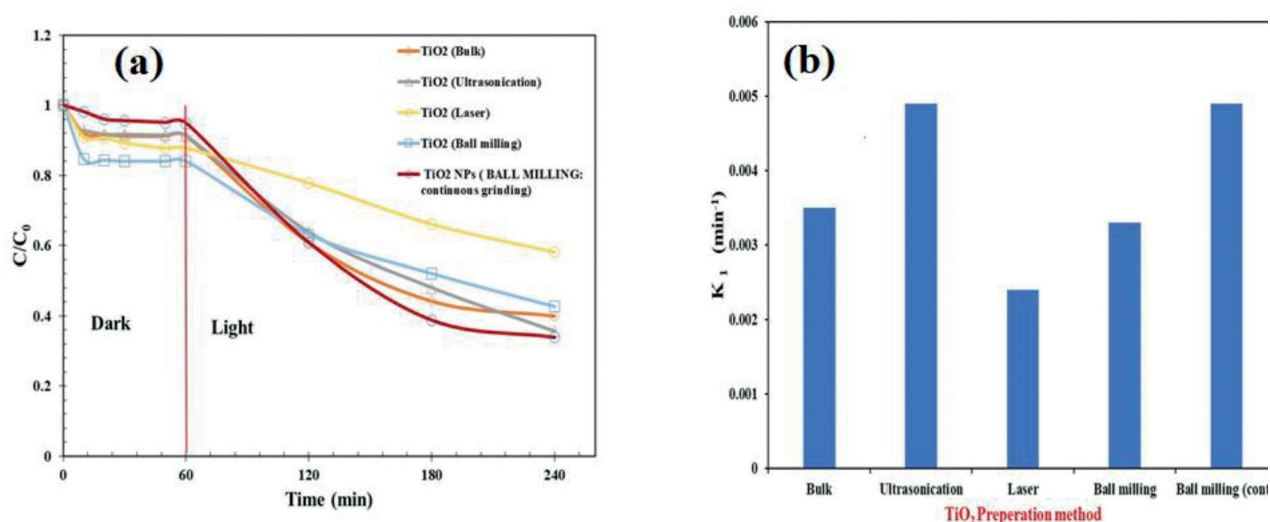 (a)
1.2
1
0.8
0.6
0.4
0.2
0
C/C0
TiO2 (Bulk)
TiO2 (Ultrasonication)
TiO2 (Laser)
TiO2 (Ball milling)
TiO2 NPs ( BALL MILLING:
continuous grinding)
Dark
Light
0 60 120 180 240
Time (min)
(b)
0.006
0.005
0.004
0.003
0.002
0.001
0
K 1 (min-1)
Bulk Ultrasonication Laser Ball milling Ball milling (cont
TiO2 Preperation method